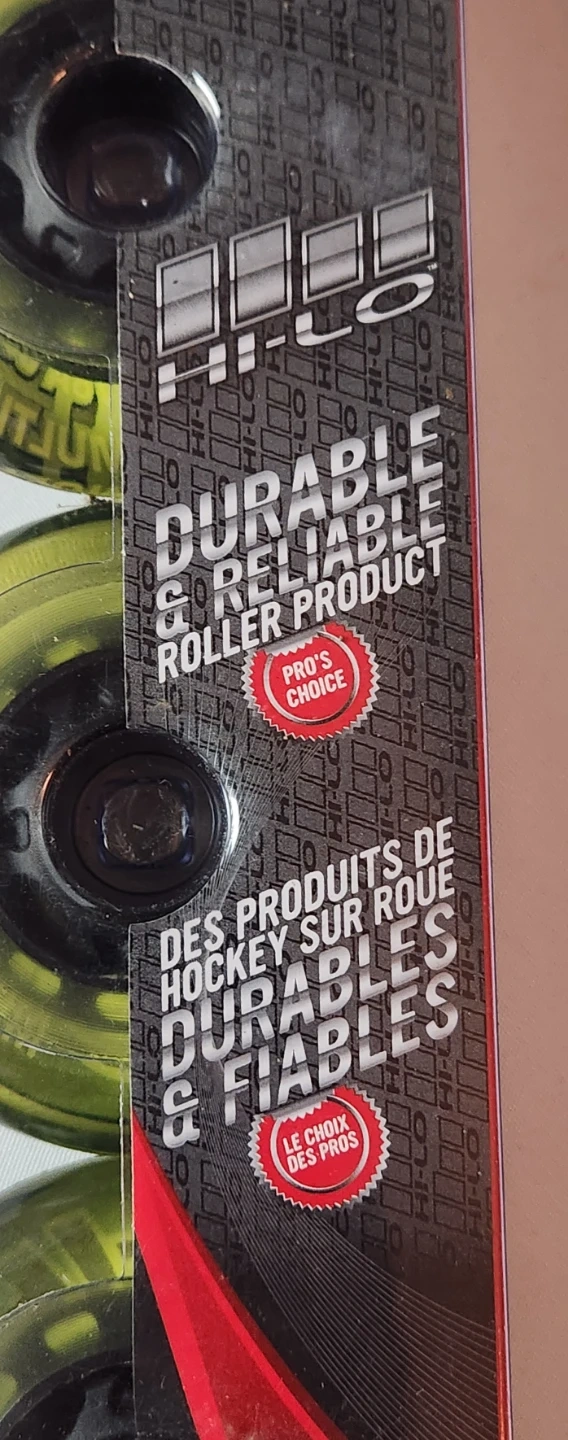 HI-LO™
DURABLE
& RELIABLE
ROLLER PRODUCT
PRO'S
CHOICE
DES PRODUITS DE
HOCKEY SUR ROUE
DURABLES
& FIABLES
LE CHOIX
DES PROS